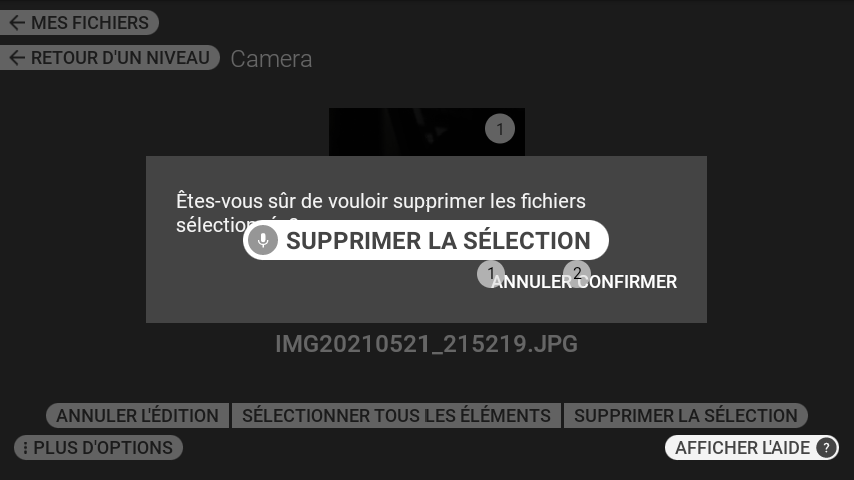 MES FICHIERS
RETOUR D'UN NIVEAU
Camera
1
Êtes-vous sûr de vouloir supprimer les fichiers
SUPPRIMER LA SÉLECTION
1 ANNULER 2 CONFIRMER
IMG20210521_215219.JPG
ANNULER L'ÉDITION SÉLECTIONNER TOUS LES ÉLÉMENTS SUPPRIMER LA SÉLECTION
PLUS D'OPTIONS AFFICHER L'AIDE ?